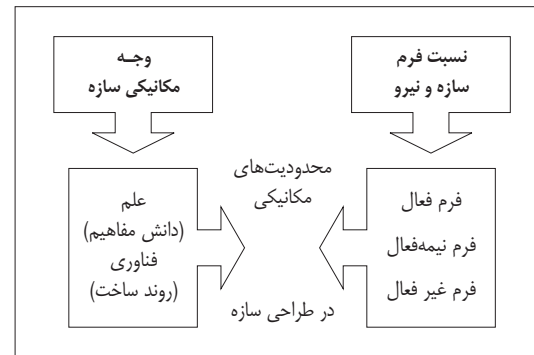 نسبت فرم
سازه و نیرو
وجـه
مکانیکی سازه
فرم فعال
فرم نیمه‌فعال
فرم غیر فعال
محدودیت‌های
مکانیکی
در طراحی سازه
علم
(دانش مفاهیم)
فناوری
(روند ساخت)